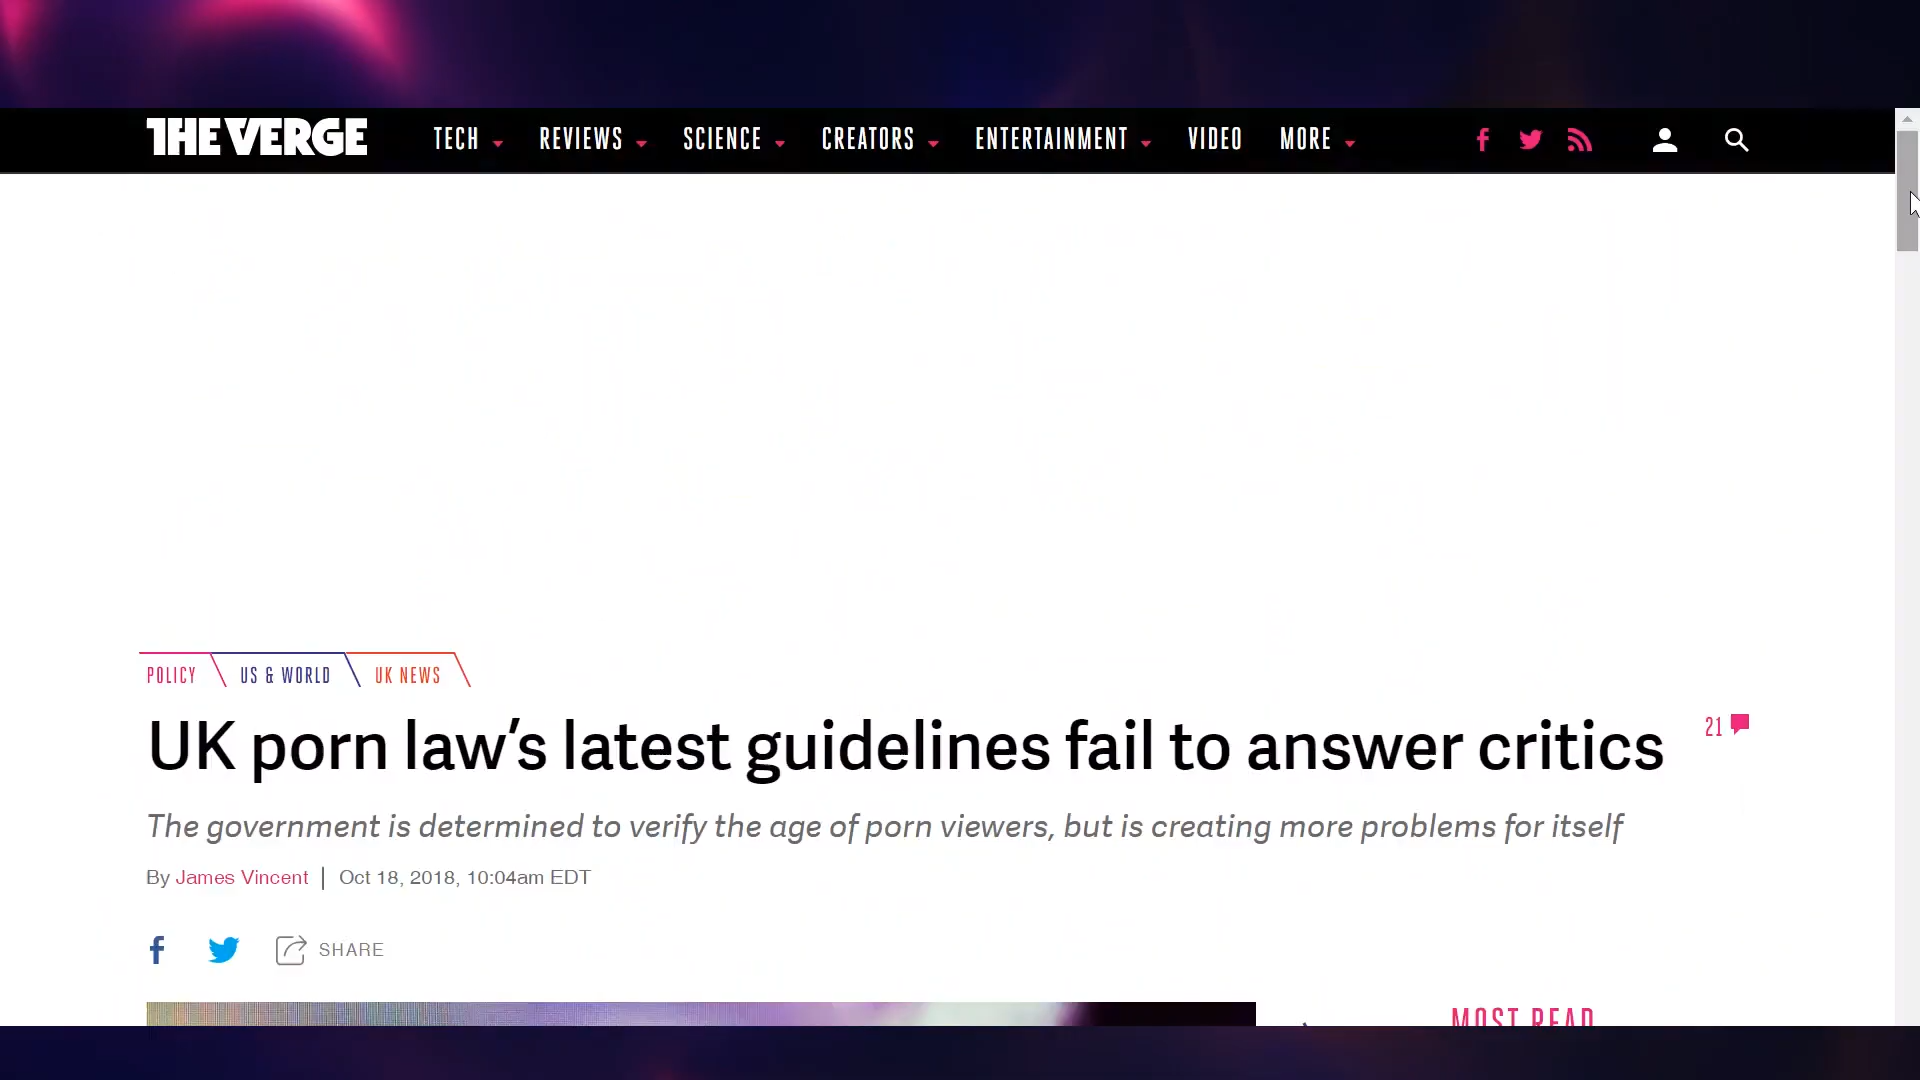 THE VERGE TECH REVIEWS SCIENCE CREATORS ENTERTAINMENT VIDEO MORE
POLICY US & WORLD UK NEWS
UK porn law’s latest guidelines fail to answer critics 21
The government is determined to verify the age of porn viewers, but is creating more problems for itself
By James Vincent | Oct 18, 2018, 10:04am EDT
SHARE
MOST READ